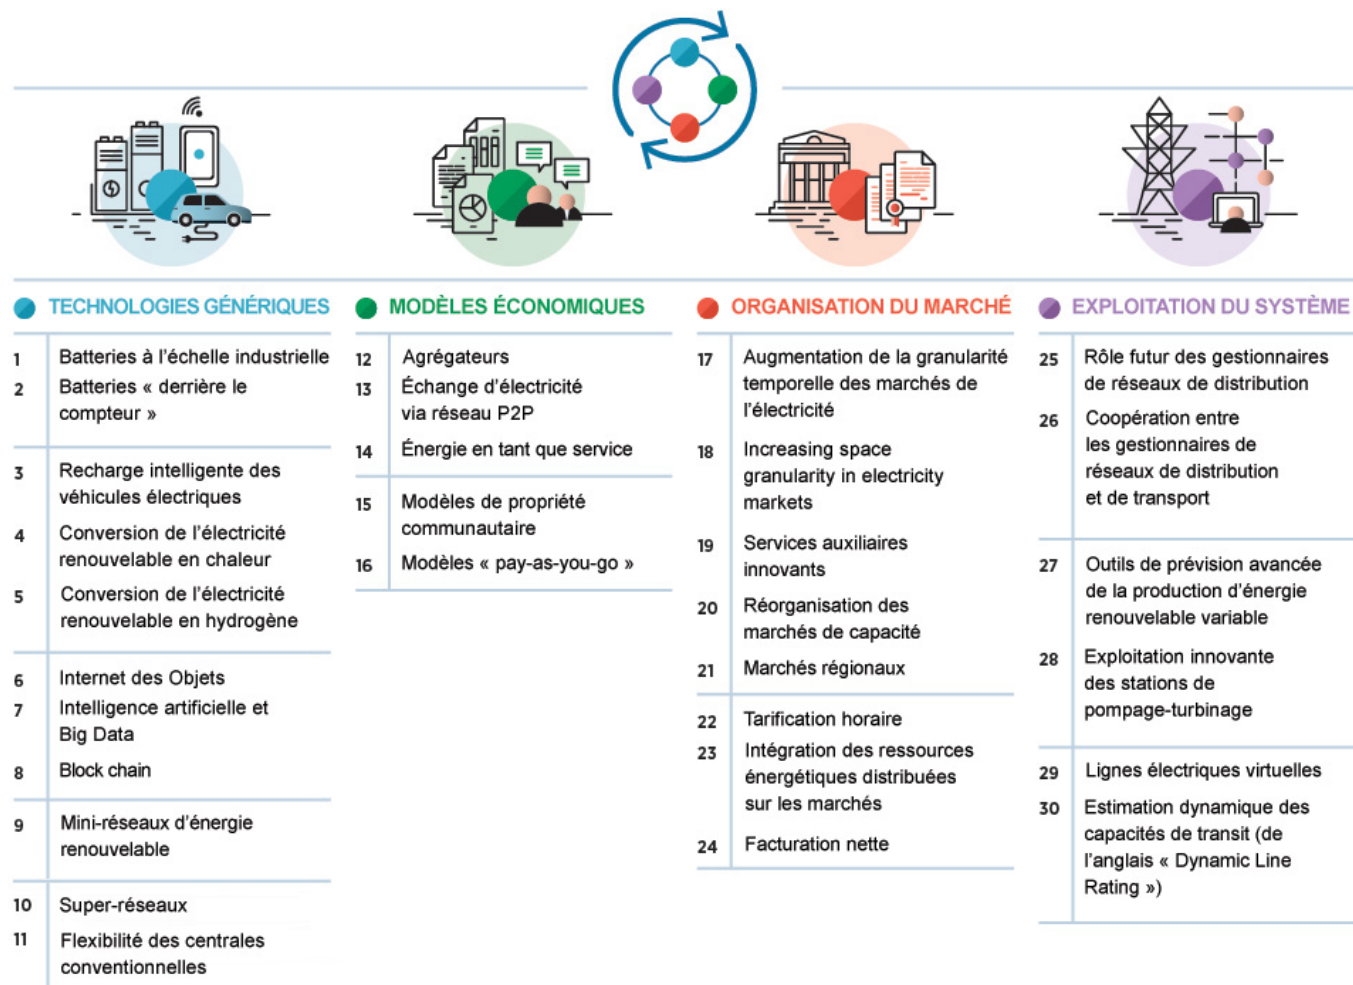 TECHNOLOGIES GÉNÉRIQUES
1 Batteries à l'échelle industrielle
2 Batteries « derrière le
compteur »
3 Recharge intelligente des
véhicules électriques
4 Conversion de l'électricité
renouvelable en chaleur
5 Conversion de l'électricité
renouvelable en hydrogène
6 Internet des Objets
7 Intelligence artificielle et
Big Data
8 Block chain
9 Mini-réseaux d'énergie
renouvelable
10 Super-réseaux
11 Flexibilité des centrales
conventionnelles
MODÈLES ÉCONOMIQUES
12 Agrégateurs
13 Échange d'électricité
via réseau P2P
14 Énergie en tant que service
15 Modèles de propriété
communautaire
16 Modèles « pay-as-you-go »
ORGANISATION DU MARCHÉ
17 Augmentation de la granularité
temporelle des marchés de
l'électricité
18 Increasing space
granularity in electricity
markets
19 Services auxiliaires
innovants
20 Réorganisation des
marchés de capacité
21 Marchés régionaux
22 Tarification horaire
23 Intégration des ressources
énergétiques distribuées
sur les marchés
24 Facturation nette
EXPLOITATION DU SYSTÈME
25 Rôle futur des gestionnaires
de réseaux de distribution
26 Coopération entre
les gestionnaires de
réseaux de distribution
et de transport
27 Outils de prévision avancée
de la production d'énergie
renouvelable variable
28 Exploitation innovante
des stations de
pompage-turbinage
29 Lignes électriques virtuelles
30 Estimation dynamique des
capacités de transit (de
l'anglais « Dynamic Line
Rating »)